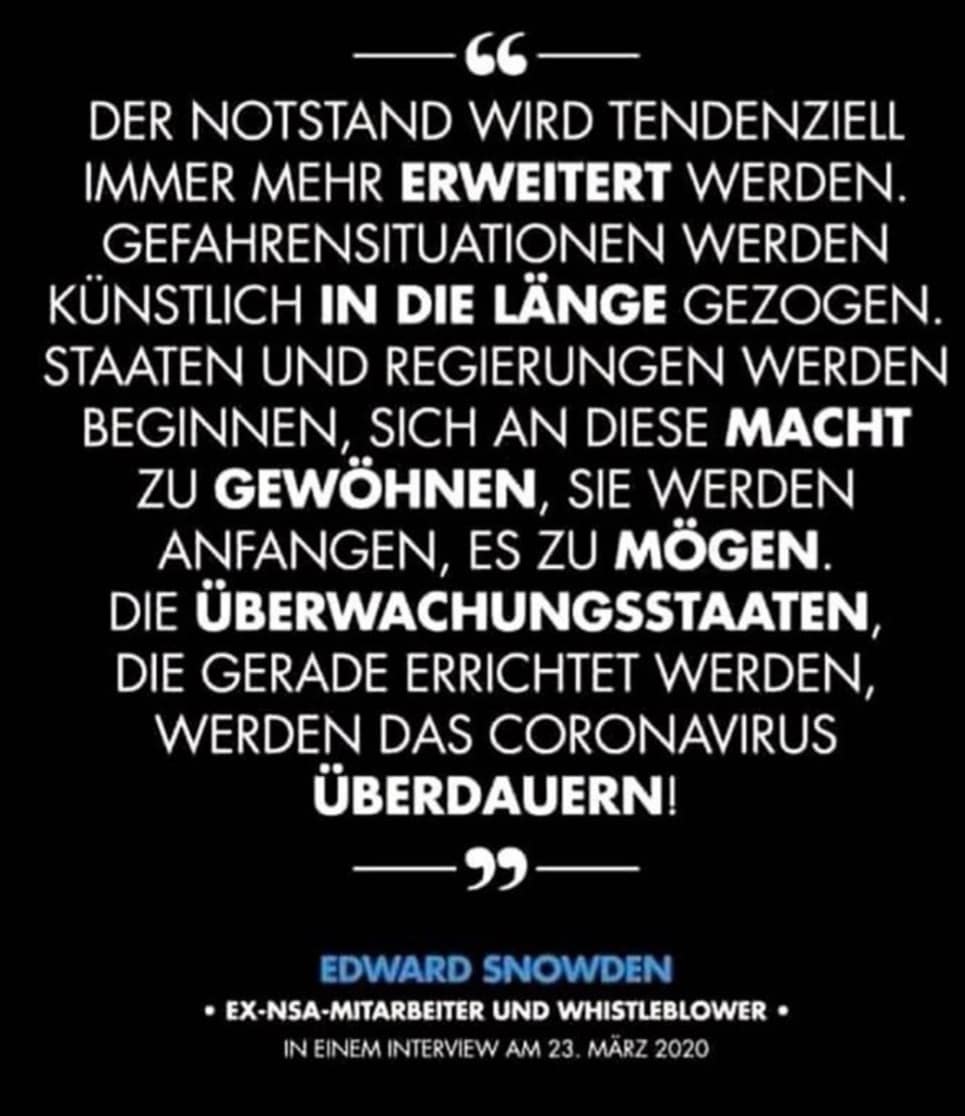 “
DER NOTSTAND WIRD TENDENZIELL
IMMER MEHR ERWEITERT WERDEN.
GEFAHRENSITUATIONEN WERDEN
KÜNSTLICH IN DIE LÄNGE GEZOGEN.
STAATEN UND REGIERUNGEN WERDEN
BEGINNEN, SICH AN DIESE MACHT
ZU GEWÖHNEN, SIE WERDEN
ANFANGEN, ES ZU MÖGEN.
DIE ÜBERWACHUNGSSTAATEN,
DIE GERADE ERRICHTET WERDEN,
WERDEN DAS CORONAVIRUS
ÜBERDAUERN!
”
EDWARD SNOWDEN
• EX-NSA-MITARBEITER UND WHISTLEBLOWER •
IN EINEM INTERVIEW AM 23. MÄRZ 2020